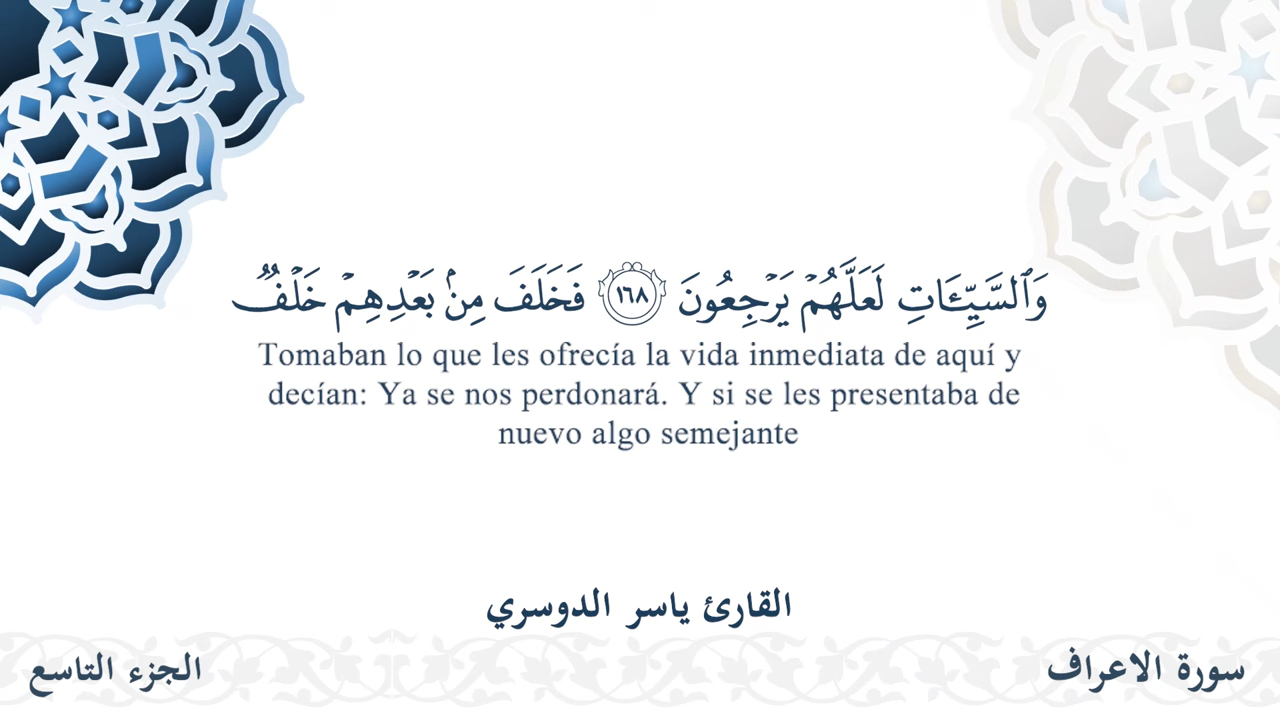 وَٱلسَّيِّـَٔاتِ لَعَلَّهُمۡ يَرۡجِعُونَ ١٦٨ فَخَلَفَ مِنۢ بَعۡدِهِمۡ خَلۡفٞ
Tomaban lo que les ofrecía la vida inmediata de aquí y
decían: Ya se nos perdonará. Y si se les presentaba de
nuevo algo semejante
القارئ ياسر الدوسري
سورة الاعراف
الجزء التاسع